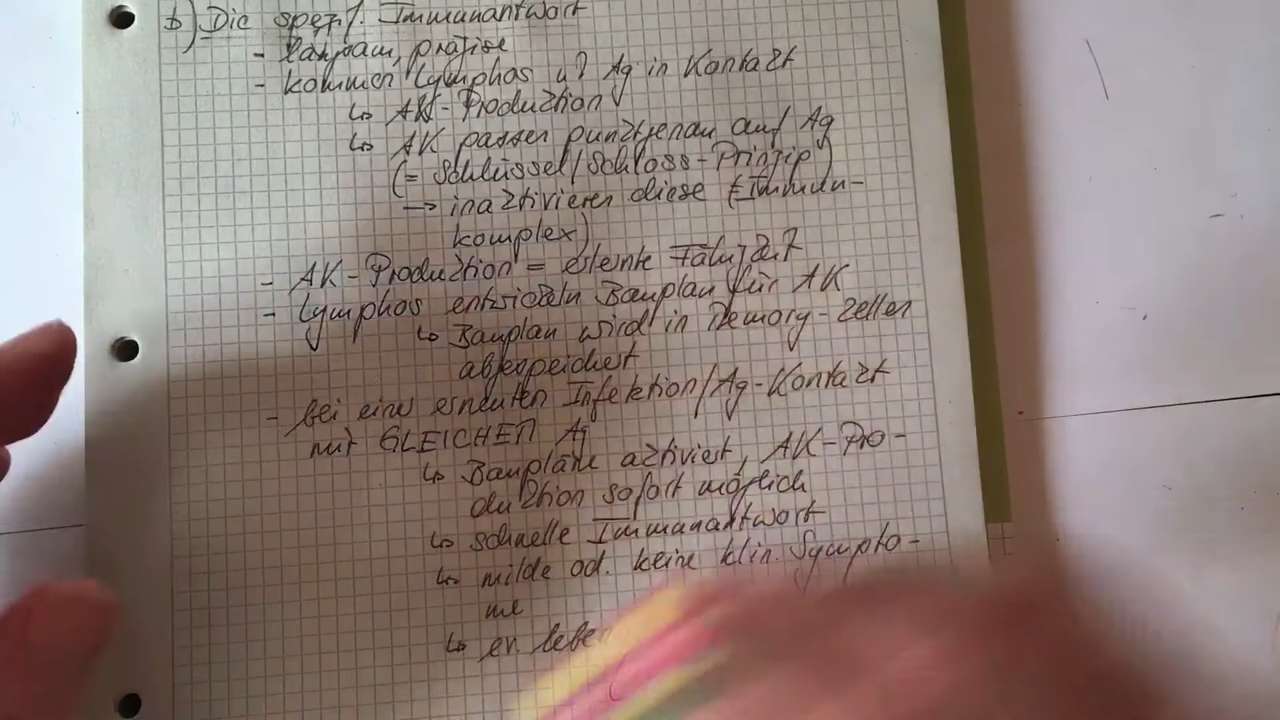 b) Die spezif. Immunantwort
- langsam, präzise
- kommen Lymphos u? Ag in Kontakt
↳ AK-Produktion
↳ AK passen punktgenau auf Ag
(= Schlüssel/Schloss-Prinzip)
→ inaktivieren diese (Immun-
komplex)
- AK-Produktion = erlernte Fähigkeit
- Lymphos entwickeln Bauplan für AK
↳ Bauplan wird in Memory-Zellen
abgespeichert
- bei einer erneuten Infektion/Ag-Kontakt
mit GLEICHEN Ag
↳ Baupläne aktiviert, AK-Pro-
duktion sofort möglich
↳ schnelle Immunantwort
↳ milde od. keine klin. Sympto-
me
↳ ev.